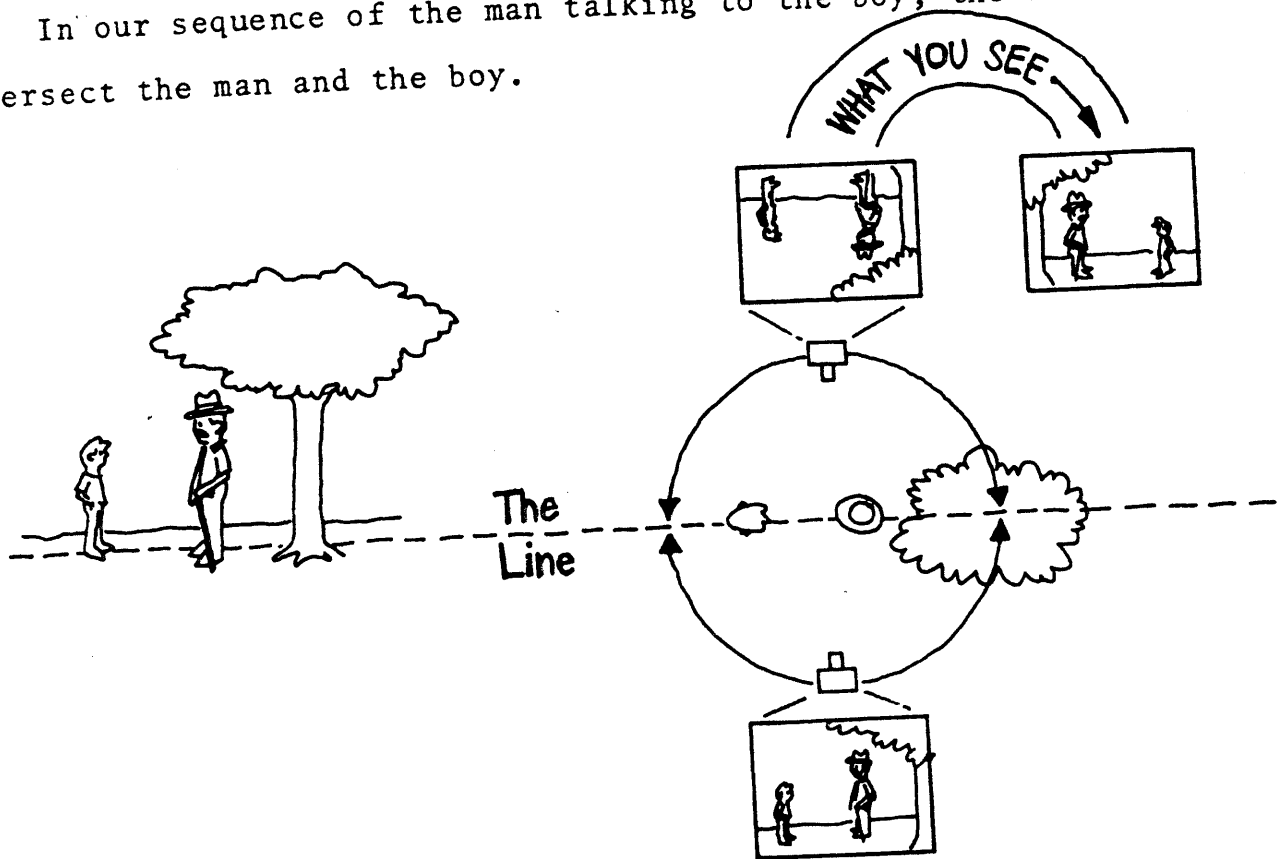 In our sequence of the man talking to the boy, the
ersect the man and the boy.
WHAT YOU SEE
The
Line